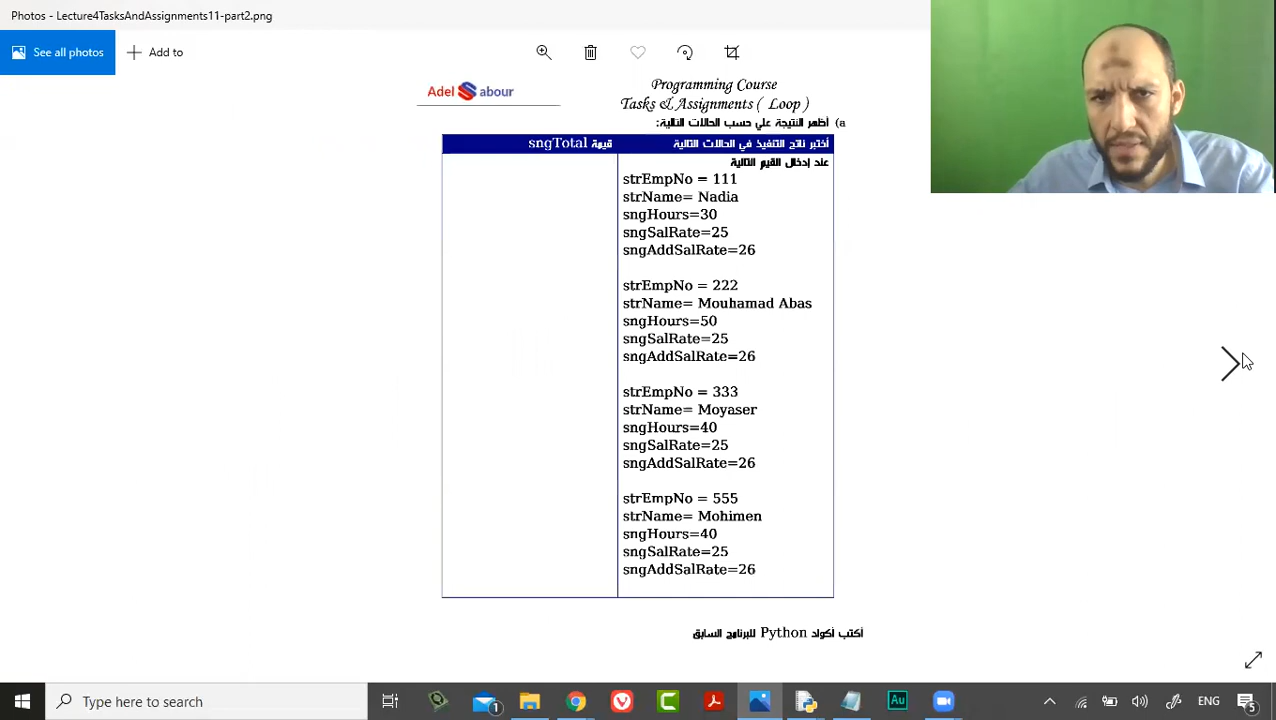 Photos - Lecture4TasksAndAssignments11-part2.png
See all photos
Add to
Adel Sabour
Programming Course
Tasks & Assignments ( Loop )
a) أظهر النتيجة علي حسب الحالات التالية:
أختبر ناتج التنفيذ في الحالات التالية
قيمة sngTotal
عند إدخال القيم التالية
strEmpNo = 111
strName= Nadia
sngHours=30
sngSalRate=25
sngAddSalRate=26
strEmpNo = 222
strName= Mouhamad Abas
sngHours=50
sngSalRate=25
sngAddSalRate=26
strEmpNo = 333
strName= Moyaser
sngHours=40
sngSalRate=25
sngAddSalRate=26
strEmpNo = 555
strName= Mohimen
sngHours=40
sngSalRate=25
sngAddSalRate=26
أكتب أكواد Python للبرنامج السابق
Type here to search
1
Au
ENG
5